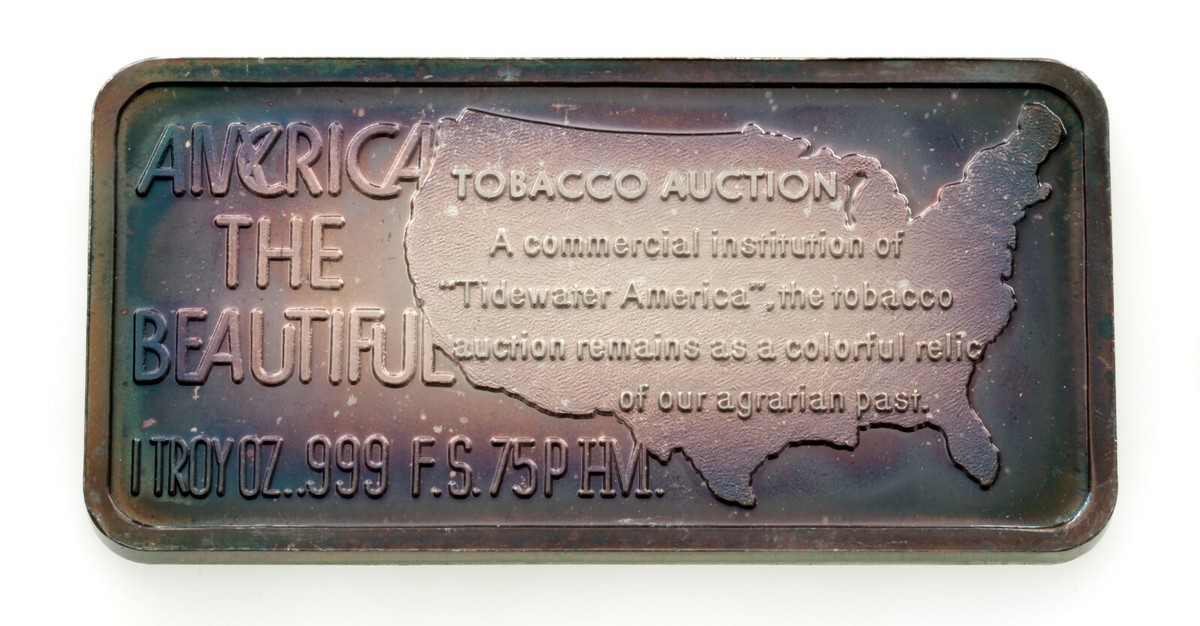 AMERICA
THE
BEAUTIFUL
1 TROY OZ..999 F.S. 75P HM.
TOBACCO AUCTION
A commercial institution of
"Tidewater America", the tobacco
auction remains as a colorful relic
of our agrarian past.